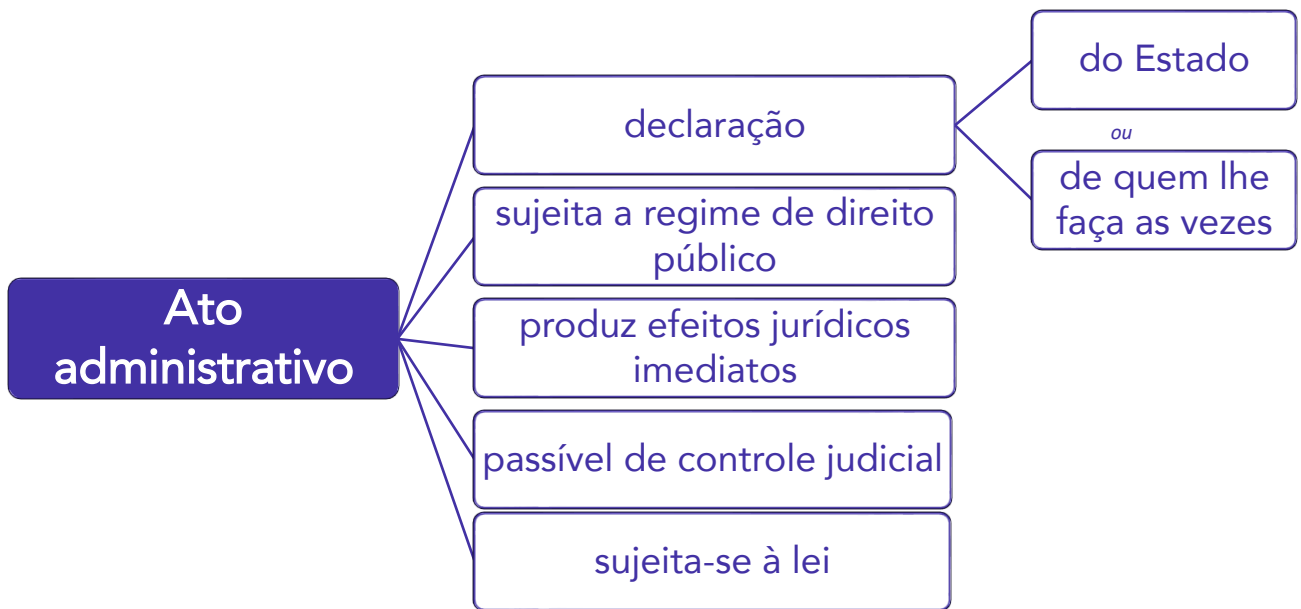 Ato
administrativo
declaração
do Estado
ou
de quem lhe
faça as vezes
sujeita a regime de direito
público
produz efeitos jurídicos
imediatos
passível de controle judicial
sujeita-se à lei